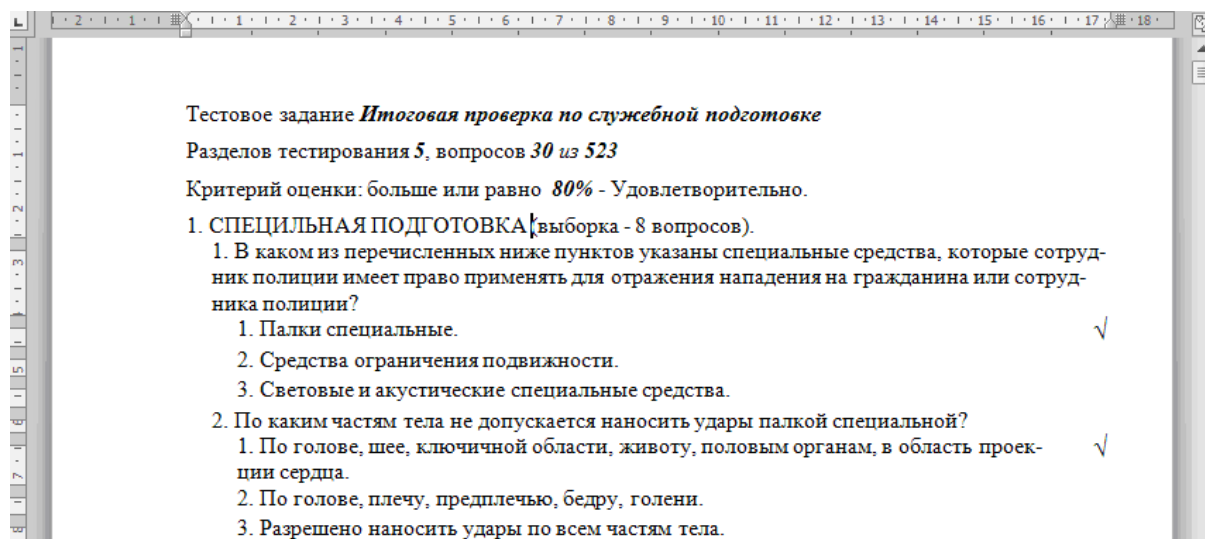 Тестовое задание Итоговая проверка по служебной подготовке
Разделов тестирования 5, вопросов 30 из 523
Критерий оценки: больше или равно 80% - Удовлетворительно.
1. СПЕЦИЛЬНАЯ ПОДГОТОВКА (выборка - 8 вопросов).
1. В каком из перечисленных ниже пунктов указаны специальные средства, которые сотруд-
ник полиции имеет право применять для отражения нападения на гражданина или сотруд-
ника полиции?
1. Палки специальные. √
2. Средства ограничения подвижности.
3. Световые и акустические специальные средства.
2. По каким частям тела не допускается наносить удары палкой специальной?
1. По голове, шее, ключичной области, животу, половым органам, в область проек- √
ции сердца.
2. По голове, плечу, предплечью, бедру, голени.
3. Разрешено наносить удары по всем частям тела.